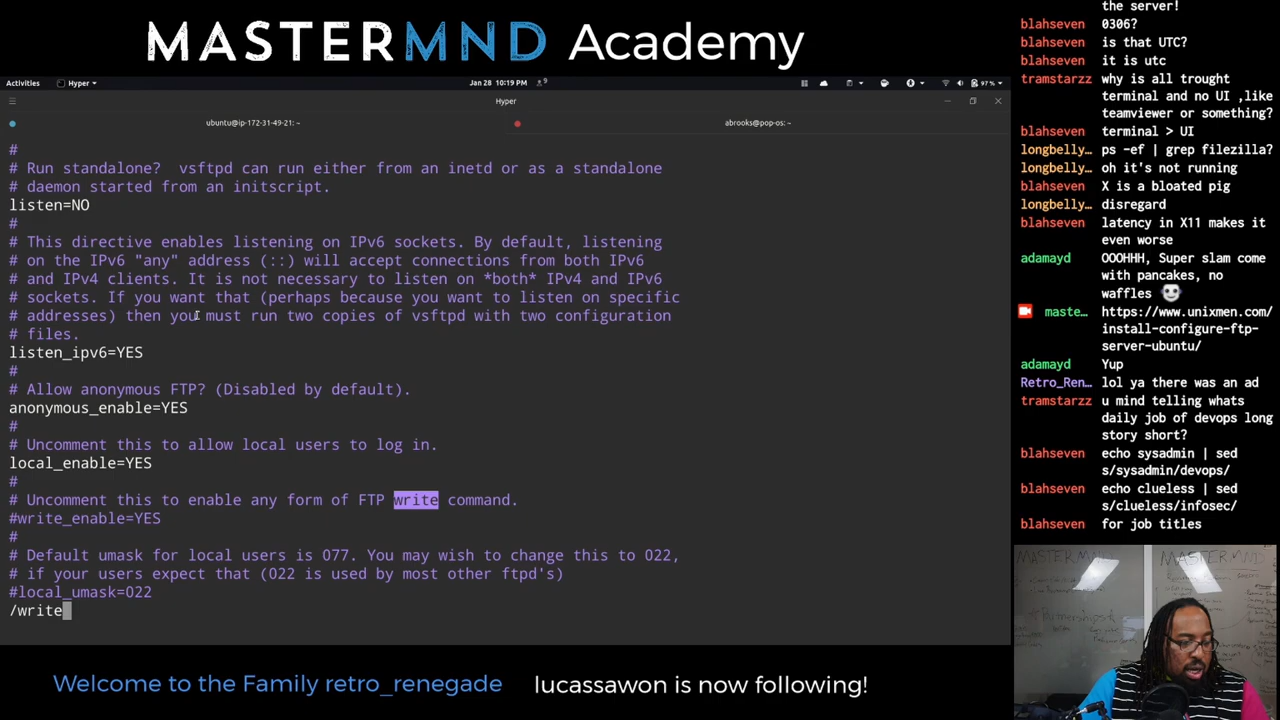 MASTERMND Academy
Activities
Hyper
Jan 28 10:19 PM
9
97 %
Hyper
ubuntu@ip-172-31-49-21: ~
abrooks@pop-os: ~
#
# Run standalone?  vsftpd can run either from an inetd or as a standalone
# daemon started from an initscript.
listen=NO
#
# This directive enables listening on IPv6 sockets. By default, listening
# on the IPv6 "any" address (::) will accept connections from both IPv6
# and IPv4 clients. It is not necessary to listen on *both* IPv4 and IPv6
# sockets. If you want that (perhaps because you want to listen on specific
# addresses) then you must run two copies of vsftpd with two configuration
# files.
listen_ipv6=YES
#
# Allow anonymous FTP? (Disabled by default).
anonymous_enable=YES
#
# Uncomment this to allow local users to log in.
local_enable=YES
#
# Uncomment this to enable any form of FTP write command.
#write_enable=YES
#
# Default umask for local users is 077. You may wish to change this to 022,
# if your users expect that (022 is used by most other ftpd's)
#local_umask=022
/write
the server!
blahseven 0306?
blahseven is that UTC?
blahseven it is utc
tramstarzz why is all trought
terminal and no UI ,like
teamviewer or something?
blahseven terminal > UI
longbelly... ps -ef | grep filezilla?
longbelly... oh it's not running
blahseven X is a bloated pig
longbelly... disregard
blahseven latency in X11 makes it
even worse
adamayd OOOHHH, Super slam come
with pancakes, no
waffles
maste... https://www.unixmen.com/
install-configure-ftp-
server-ubuntu/
adamayd Yup
Retro_Ren... lol ya there was an ad
tramstarzz u mind telling whats
daily job of devops long
story short?
blahseven echo sysadmin | sed
s/sysadmin/devops/
blahseven echo clueless | sed
s/clueless/infosec/
blahseven for job titles
MASTERMND
Welcome to the Family retro_renegade
lucassawon is now following!